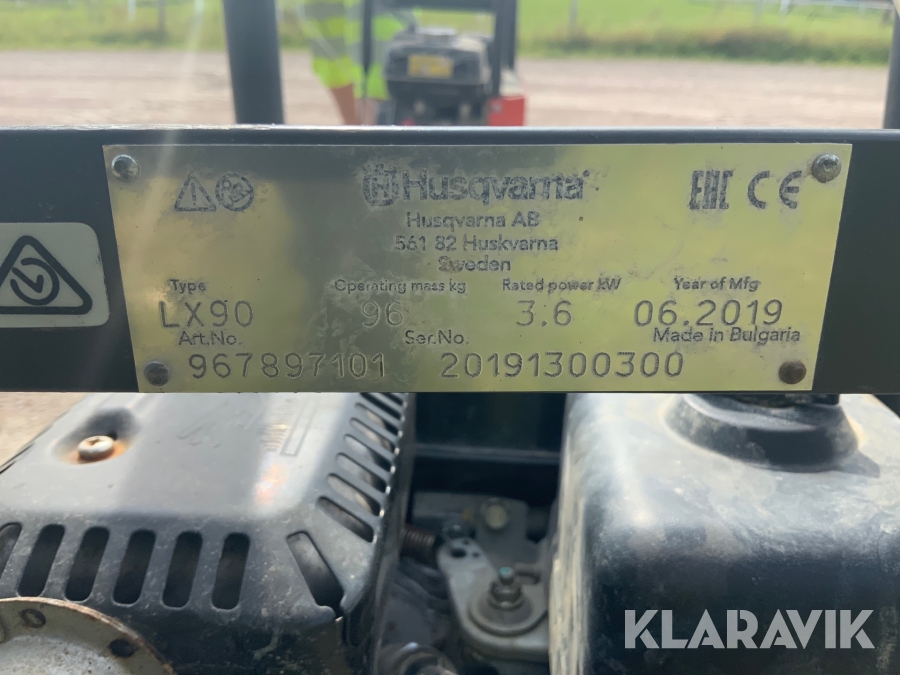 Husqvarna
EAC CE
Husqvarna AB
561 82 Huskvarna
Sweden
Type Operating mass kg Rated power kW Year of Mfg
LX90 96 3.6 06.2019
Art.No. Ser.No. Made in Bulgaria
967897101 20191300300
KLARAVIK